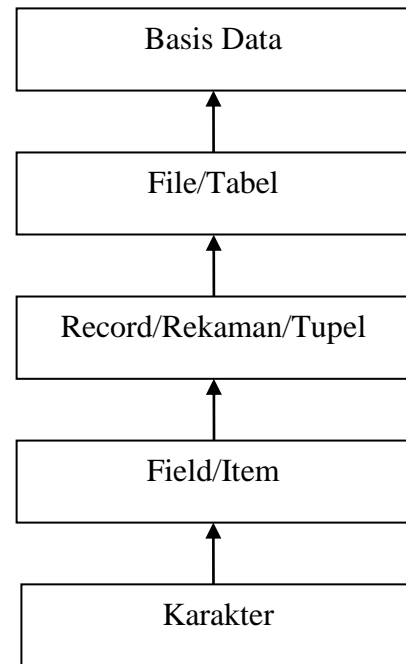 Basis Data
File/Tabel
Record/Rekaman/Tupel
Field/Item
Karakter